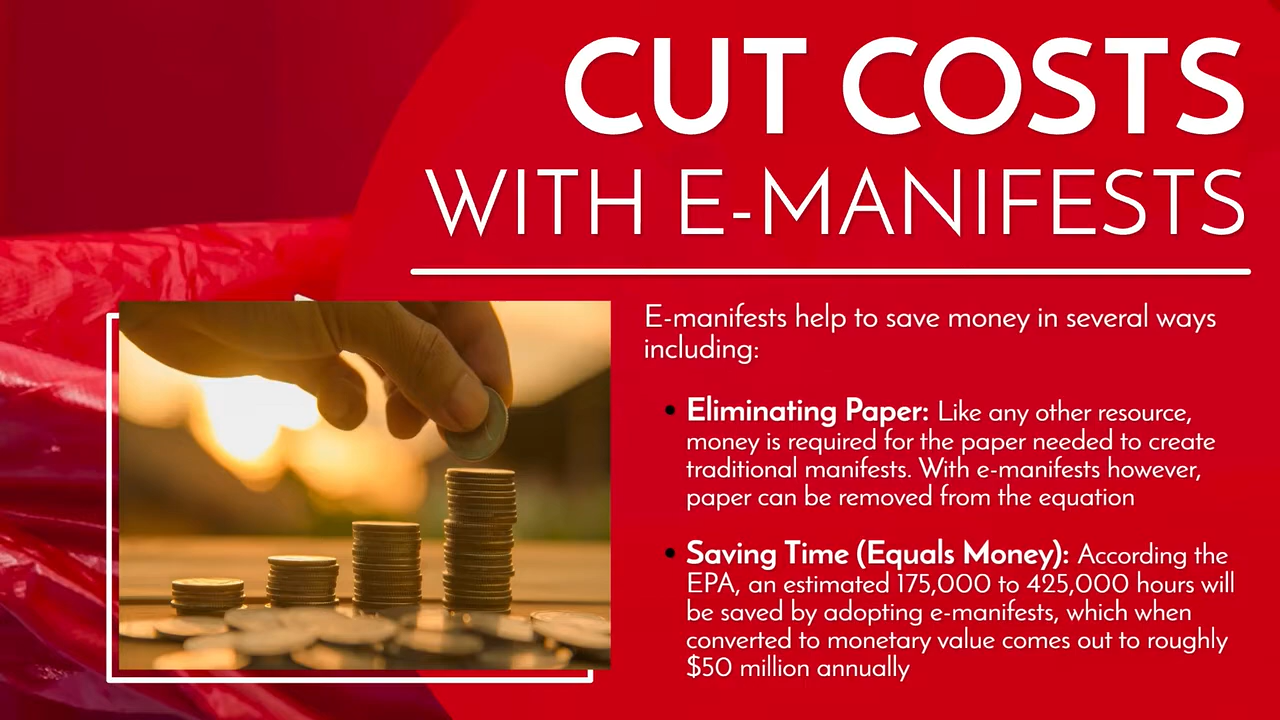 CUT COSTS
WITH E-MANIFESTS
E-manifests help to save money in several ways
including:
• Eliminating Paper: Like any other resource,
money is required for the paper needed to create
traditional manifests. With e-manifests however,
paper can be removed from the equation
• Saving Time (Equals Money): According the
EPA, an estimated 175,000 to 425,000 hours will
be saved by adopting e-manifests, which when
converted to monetary value comes out to roughly
$50 million annually